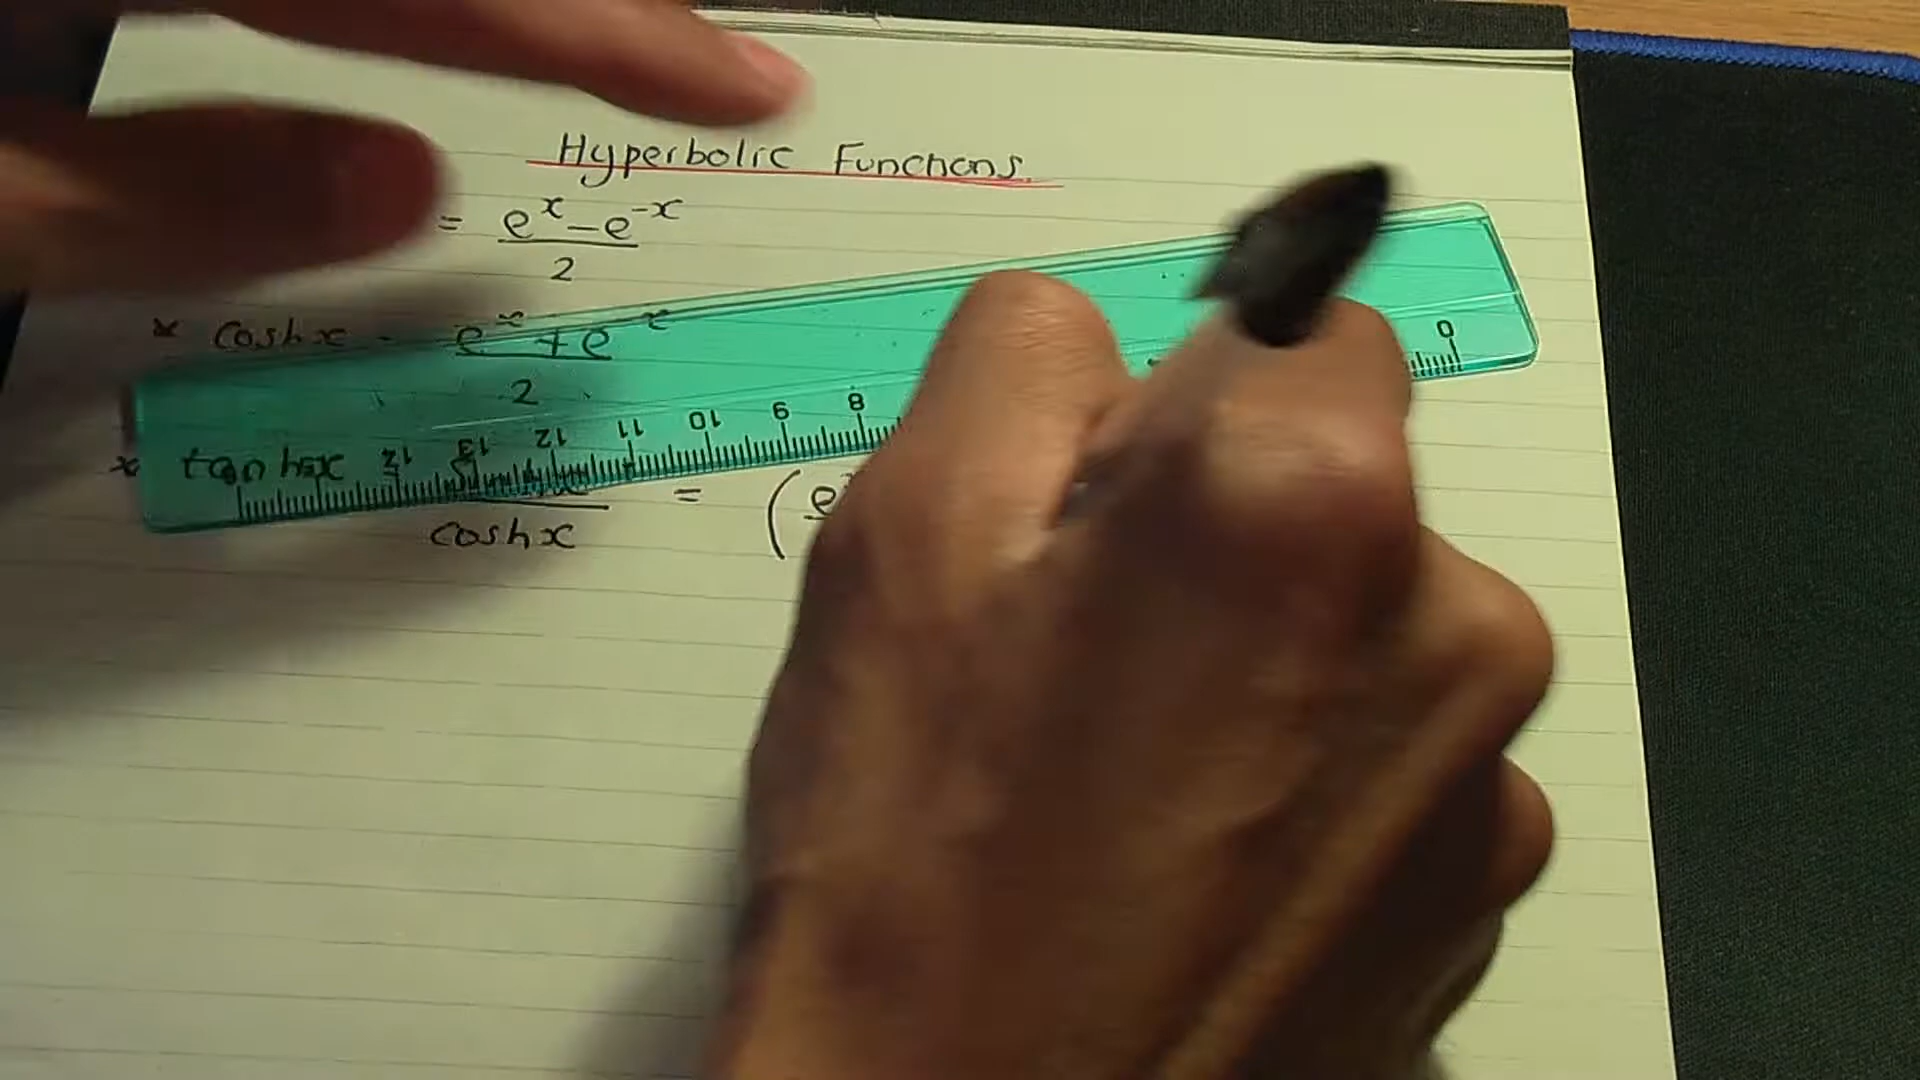 Hyperbolic Functions.
= e^x - e^-x
2
* cosh x = e^x + e^-x
2
* tanh x
cosh x = (e
0 8 9 10 11 12 13